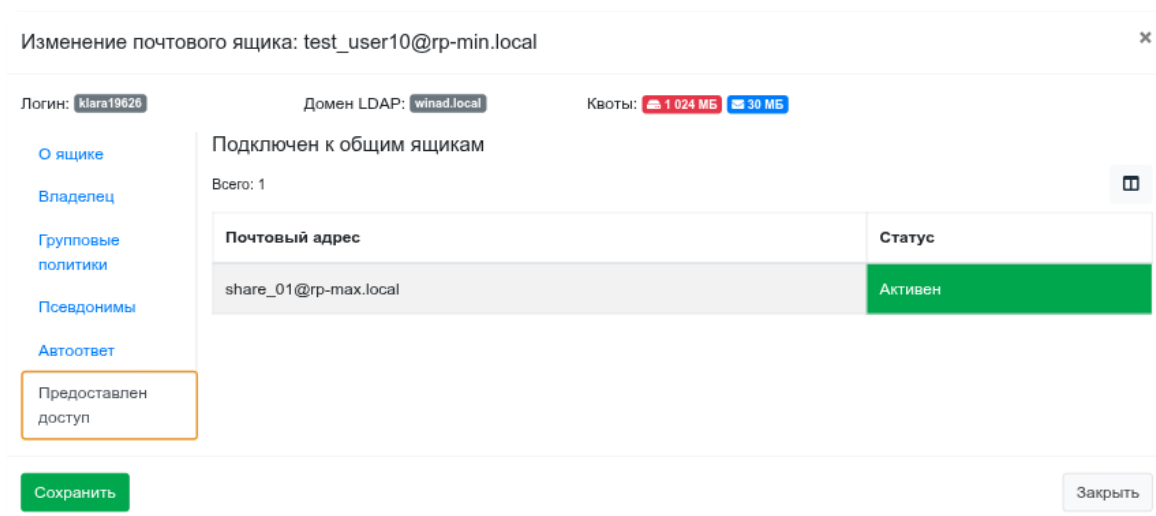 Изменение почтового ящика: test_user10@rp-min.local
×
Логин: klara19626 Домен LDAP: winad.local Квоты: 1 024 МБ 30 МБ
О ящике
Владелец
Групповые
политики
Псевдонимы
Автоответ
Предоставлен
доступ
Подключен к общим ящикам
Всего: 1
Почтовый адрес Статус
share_01@rp-max.local Активен
Сохранить Закрыть